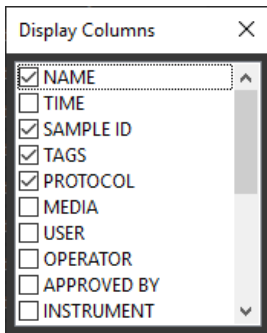 Display Columns
NAME
TIME
SAMPLE ID
TAGS
PROTOCOL
MEDIA
USER
OPERATOR
APPROVED BY
INSTRUMENT